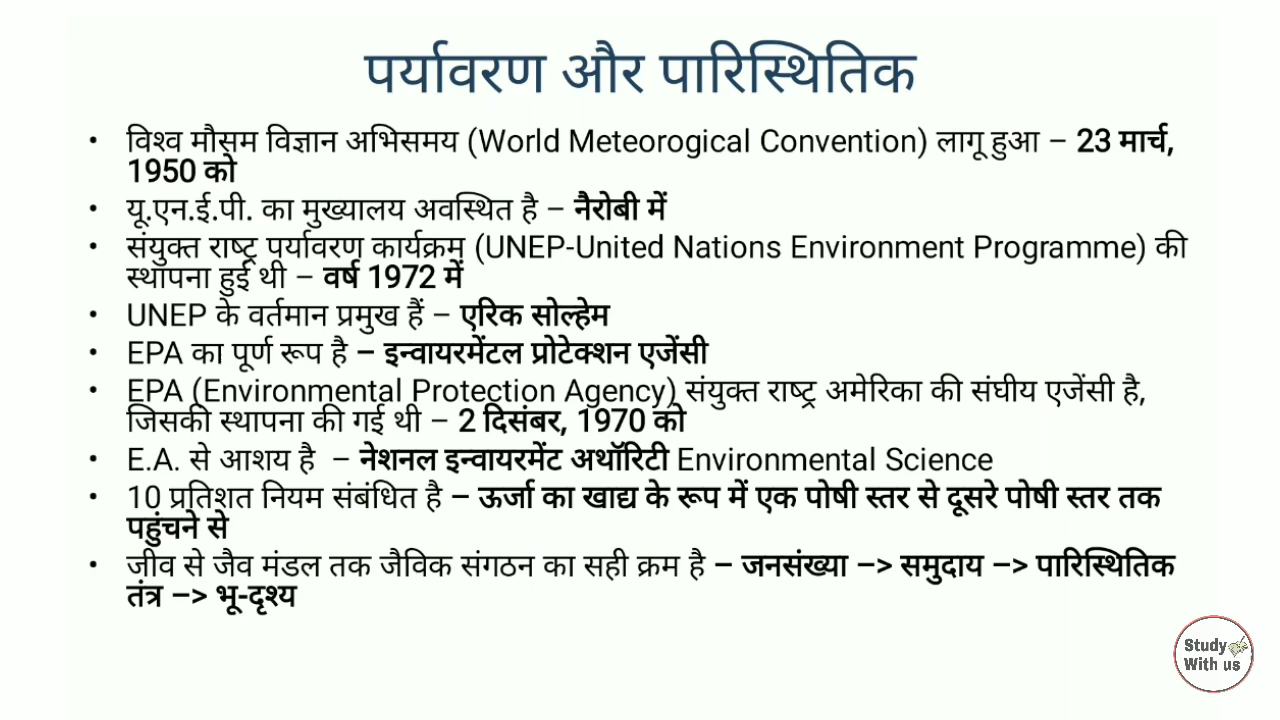 पर्यावरण और पारिस्थितिक
• विश्व मौसम विज्ञान अभिसमय (World Meteorogical Convention) लागू हुआ – 23 मार्च,
1950 को
• यू.एन.ई.पी. का मुख्यालय अवस्थित है – नैरोबी में
• संयुक्त राष्ट्र पर्यावरण कार्यक्रम (UNEP-United Nations Environment Programme) की
स्थापना हुई थी – वर्ष 1972 में
• UNEP के वर्तमान प्रमुख हैं – एरिक सोल्हेम
• EPA का पूर्ण रूप है – इन्वायरमेंटल प्रोटेक्शन एजेंसी
• EPA (Environmental Protection Agency) संयुक्त राष्ट्र अमेरिका की संघीय एजेंसी है,
जिसकी स्थापना की गई थी – 2 दिसंबर, 1970 को
• E.A. से आशय है – नेशनल इन्वायरमेंट अथॉरिटी Environmental Science
• 10 प्रतिशत नियम संबंधित है – ऊर्जा का खाद्य के रूप में एक पोषी स्तर से दूसरे पोषी स्तर तक
पहुंचने से
• जीव से जैव मंडल तक जैविक संगठन का सही क्रम है – जनसंख्या –> समुदाय –> पारिस्थितिक
तंत्र –> भू-दृश्य
Study
With us